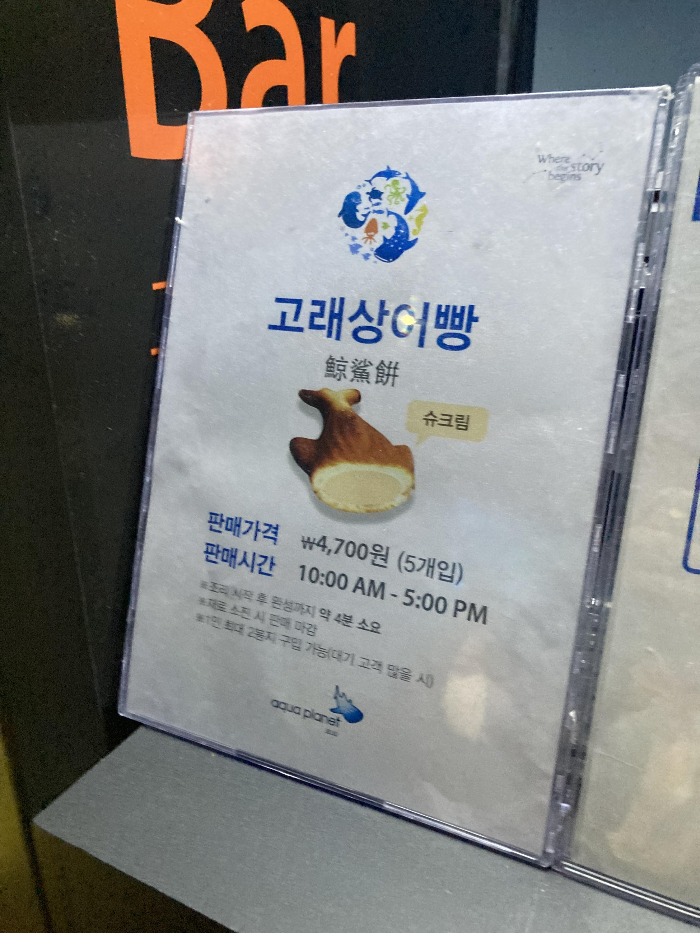 Bar
Where
the story
begins
고래상어빵
鯨鯊餠
슈크림
판매가격 ₩4,700원 (5개입)
판매시간 10:00 AM - 5:00 PM
※조리 시작 후 완성까지 약 4분 소요
※재료 소진 시 판매 마감
※1인 최대 2봉지 구입 가능(대기 고객 많을 시)
aqua planet